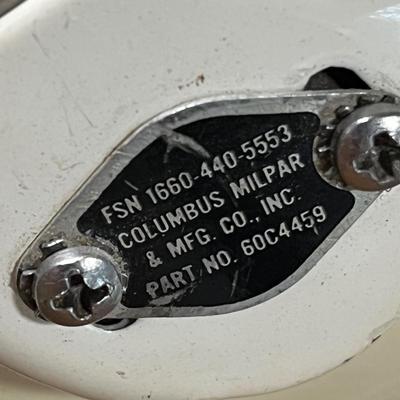 FSN 1660-440-5553
COLUMBUS MILPAR
& MFG. CO., INC.
PART NO. 60C4459